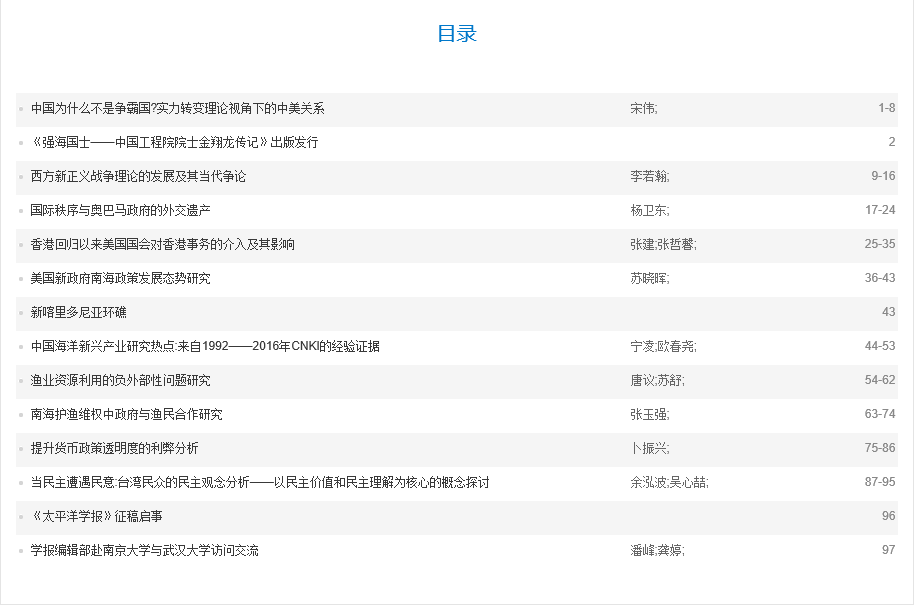 目录
中国为什么不是争霸国?实力转变理论视角下的中美关系 宋伟; 1-8
《强海国士——中国工程院院士金翔龙传记》出版发行 2
西方新正义战争理论的发展及其当代争论 李若瀚; 9-16
国际秩序与奥巴马政府的外交遗产 杨卫东; 17-24
香港回归以来美国国会对香港事务的介入及其影响 张建;张哲馨; 25-35
美国新政府南海政策发展态势研究 苏晓晖; 36-43
新喀里多尼亚环礁 43
中国海洋新兴产业研究热点:来自1992——2016年CNKI的经验证据 宁凌;欧春尧; 44-53
渔业资源利用的负外部性问题研究 唐议;苏舒; 54-62
南海护渔维权中政府与渔民合作研究 张玉强; 63-74
提升货币政策透明度的利弊分析 卜振兴; 75-86
当民主遭遇民意:台湾民众的民主观念分析——以民主价值和民主理解为核心的概念探讨 余泓波;吴心喆; 87-95
《太平洋学报》征稿启事 96
学报编辑部赴南京大学与武汉大学访问交流 潘峰;龚婷; 97